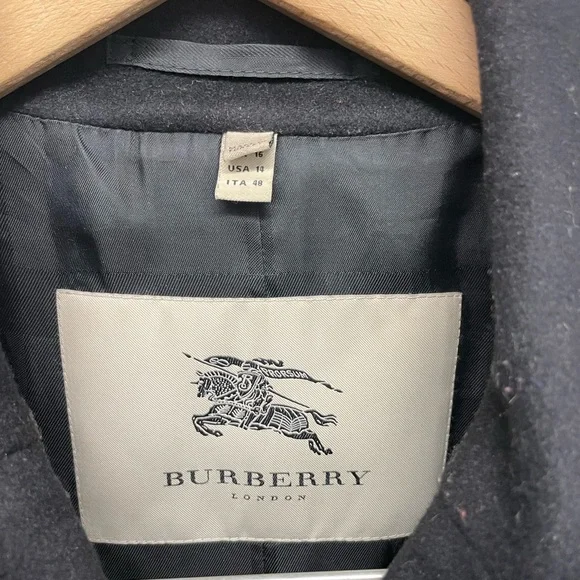 16
USA 14
ITA 48
PRORSUM
BURBERRY
LONDON